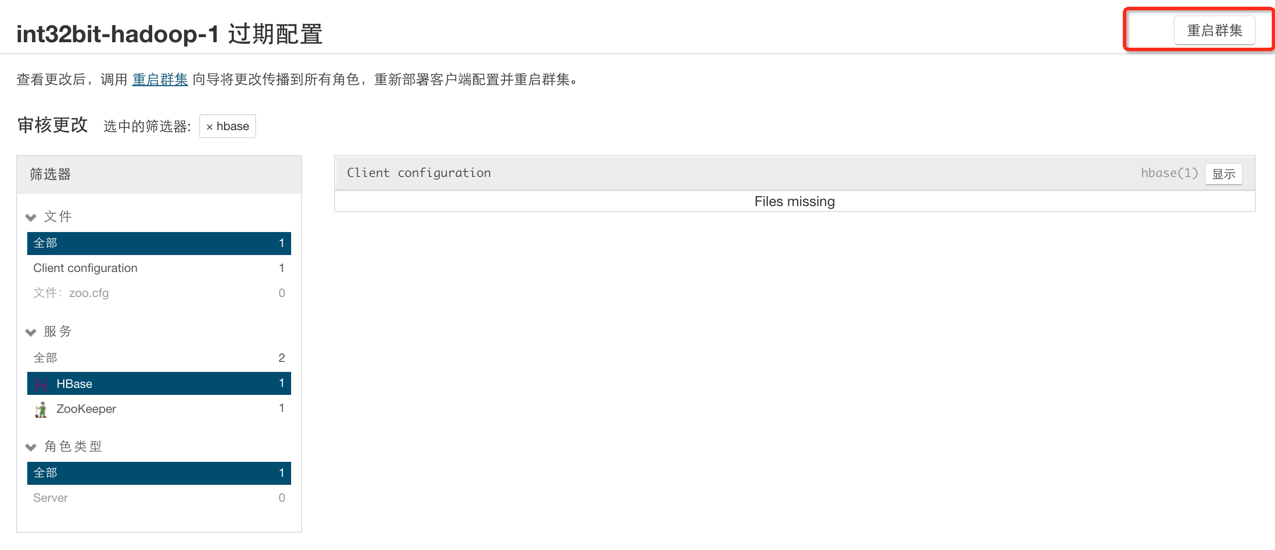 int32bit-hadoop-1 过期配置
重启群集
查看更改后，调用 重启群集 向导将更改传播到所有角色，重新部署客户端配置并重启群集。
审核更改 选中的筛选器: × hbase
筛选器
文件
全部 1
Client configuration 1
文件：zoo.cfg 0
服务
全部 2
HBase 1
ZooKeeper 1
角色类型
全部 1
Server 0
Client configuration hbase(1) 显示
Files missing